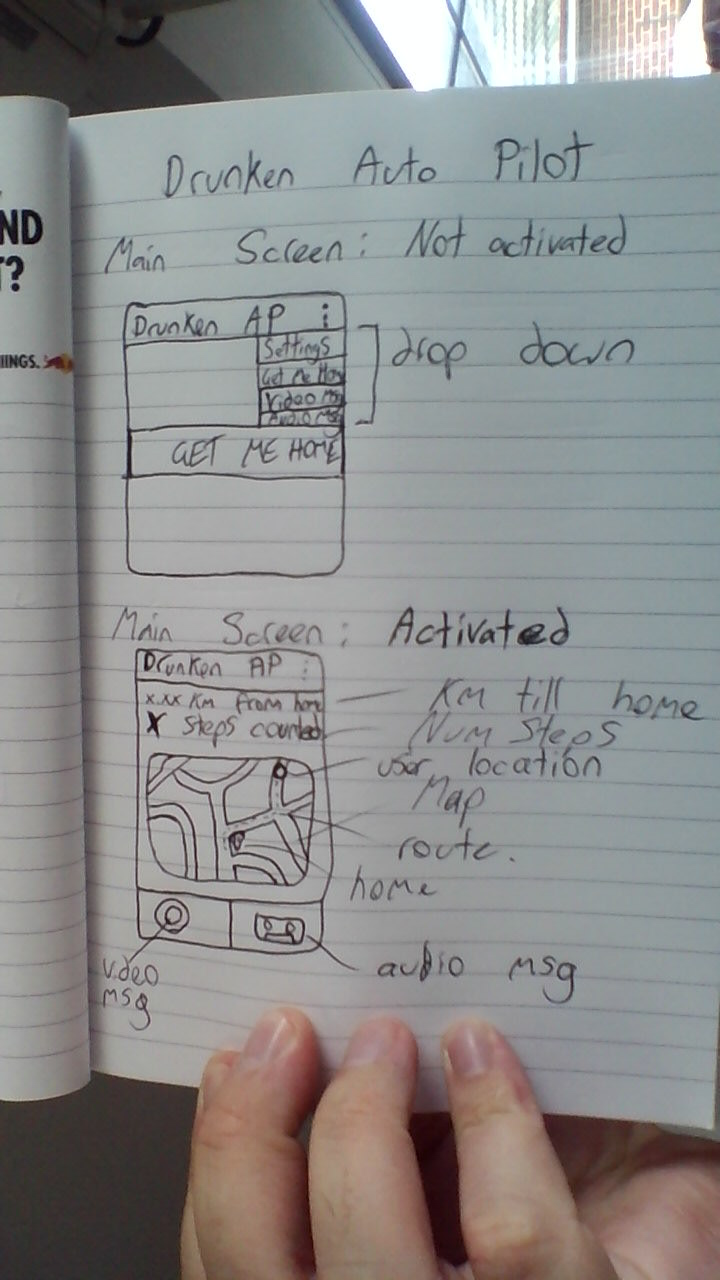 ND
?
IINGS.
Drunken Auto Pilot
Main Screen: Not activated
Drunken AP
Settings
Get Me Hom
Video Msg
Audio Msg
drop down
GET ME HOME
Main Screen: Activated
Drunken AP
x.xx Km from home
X Steps counted
Km till home
Num Steps
user location
Map
route.
home
video
msg
audio msg